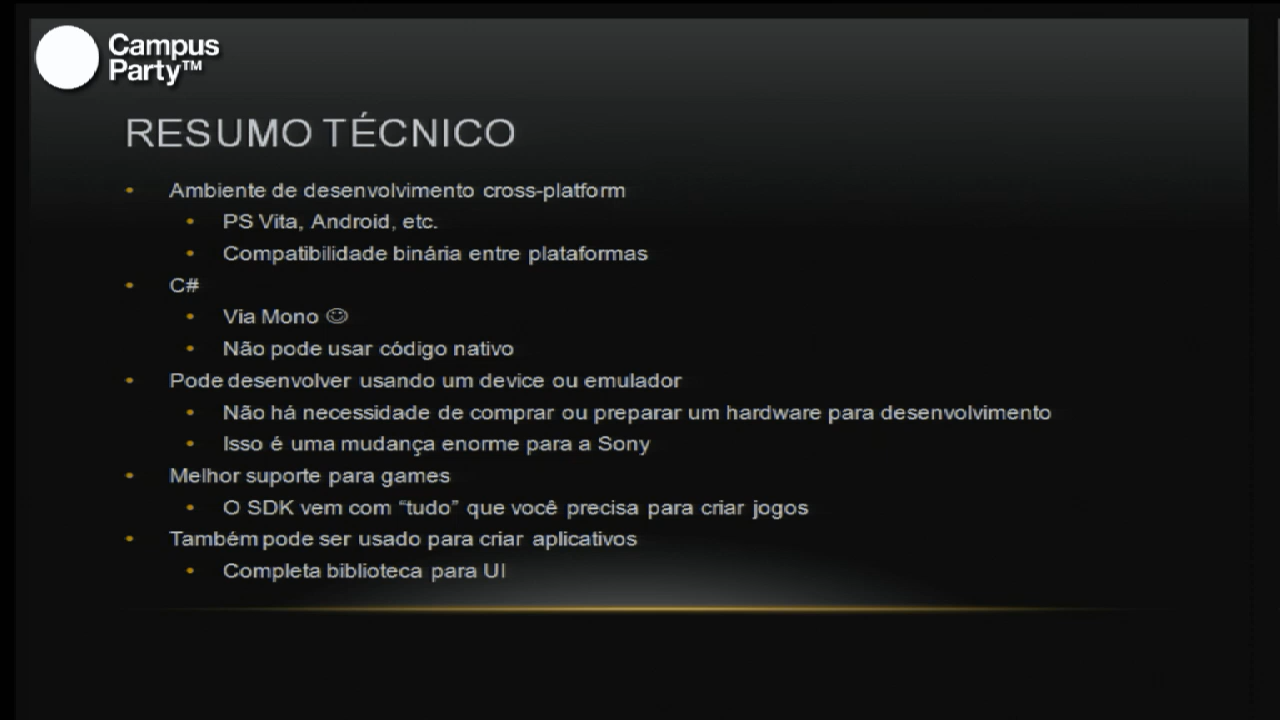 Campus
Party™
RESUMO TÉCNICO
• Ambiente de desenvolvimento cross-platform
• PS Vita, Android, etc.
• Compatibilidade binária entre plataformas
• C#
• Via Mono ☺
• Não pode usar código nativo
• Pode desenvolver usando um device ou emulador
• Não há necessidade de comprar ou preparar um hardware para desenvolvimento
• Isso é uma mudança enorme para a Sony
• Melhor suporte para games
• O SDK vem com “tudo” que você precisa para criar jogos
• Também pode ser usado para criar aplicativos
• Completa biblioteca para UI